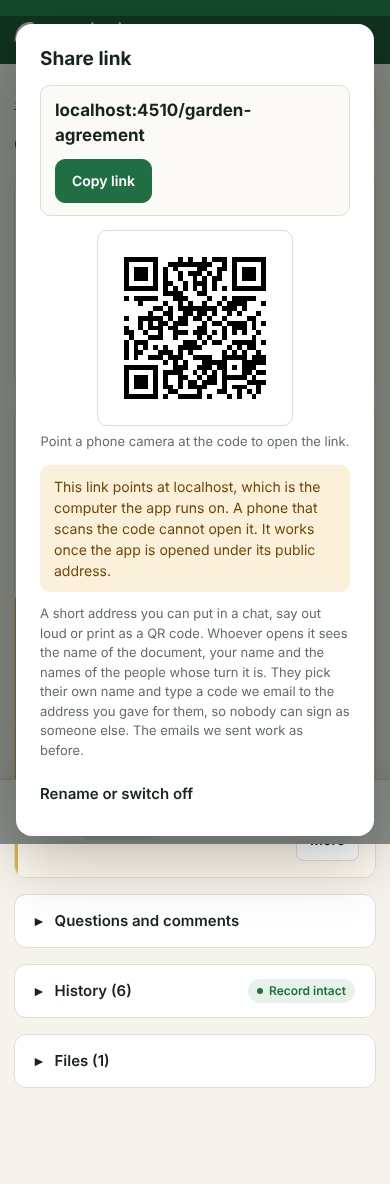 Share link
localhost:4510/garden-
agreement
Copy link
Point a phone camera at the code to open the link.
This link points at localhost, which is the
computer the app runs on. A phone that
scans the code cannot open it. It works
once the app is opened under its public
address.
A short address you can put in a chat, say out
loud or print as a QR code. Whoever opens it sees
the name of the document, your name and the
names of the people whose turn it is. They pick
their own name and type a code we email to the
address you gave for them, so nobody can sign as
someone else. The emails we sent work as
before.
Rename or switch off
Questions and comments
History (6)
Record intact
Files (1)